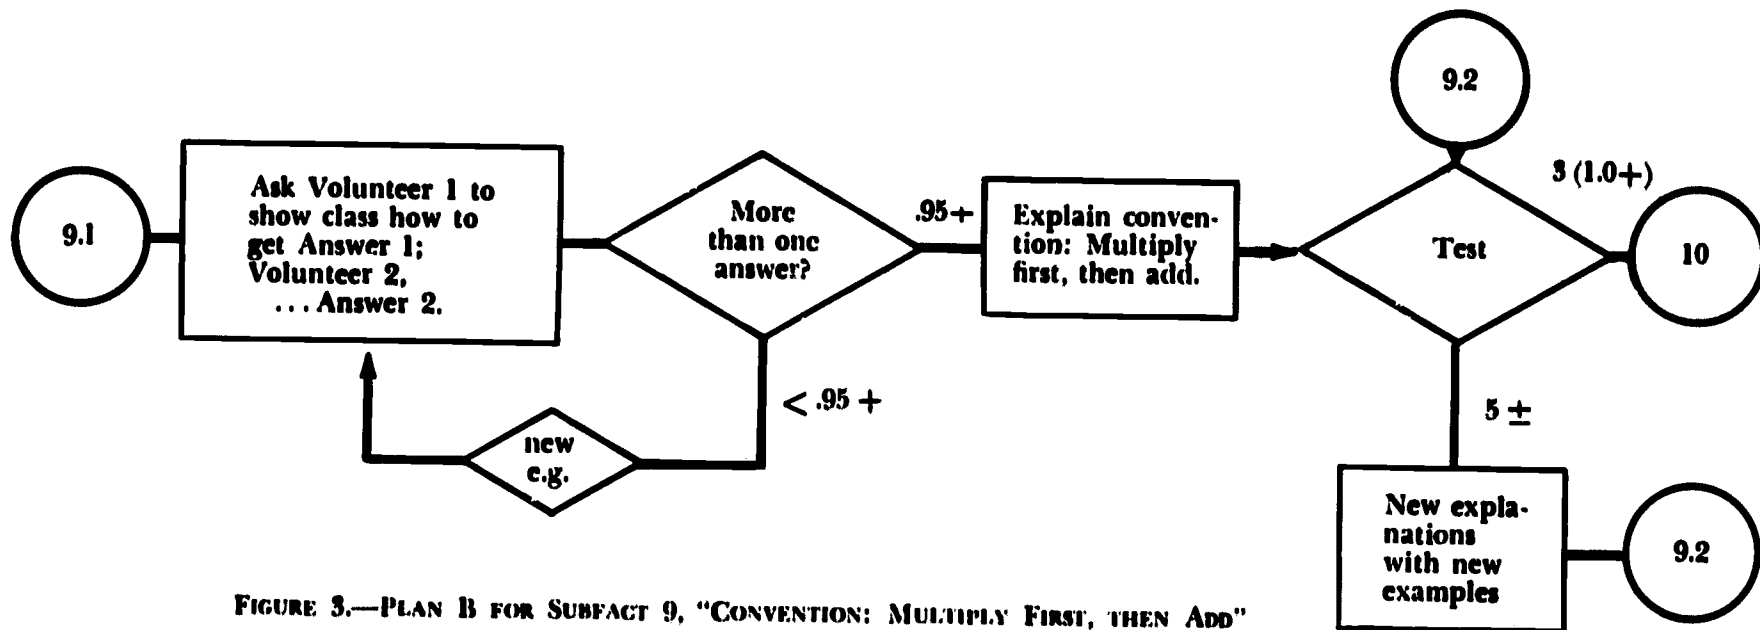 9.1
Ask Volunteer 1 to
show class how to
get Answer 1;
Volunteer 2,
... Answer 2.
More
than one
answer?
.95+
< .95 +
new
e.g.
Explain conven-
tion: Multiply
first, then add.
9.2
Test
3 (1.0+)
10
5 ±
New expla-
nations
with new
examples
9.2
FIGURE 3.—PLAN B FOR SUBFACT 9, "CONVENTION: MULTIPLY FIRST, THEN ADD"